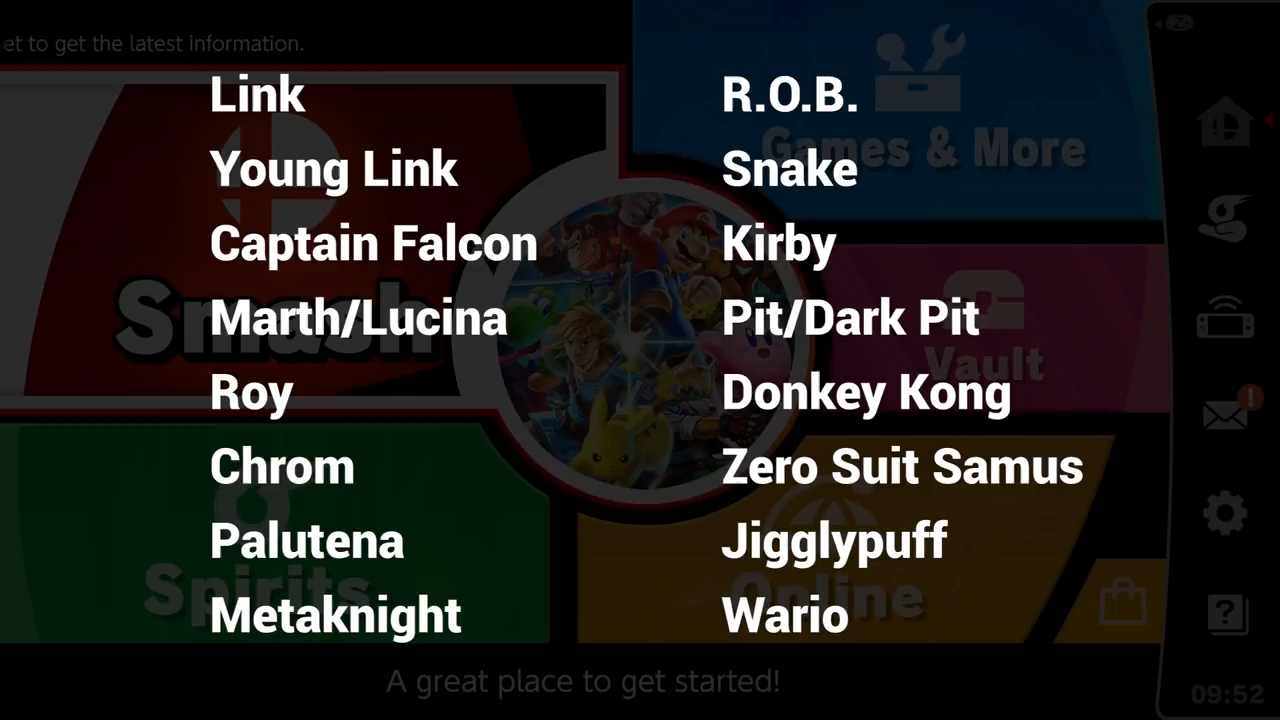 et to get the latest information.
Link
Young Link
Captain Falcon
Marth/Lucina
Roy
Chrom
Palutena
Metaknight
R.O.B.
Snake
Kirby
Pit/Dark Pit
Donkey Kong
Zero Suit Samus
Jigglypuff
Wario
Smash
Games & More
Vault
Spirits
Online
A great place to get started!
ZR
09:52